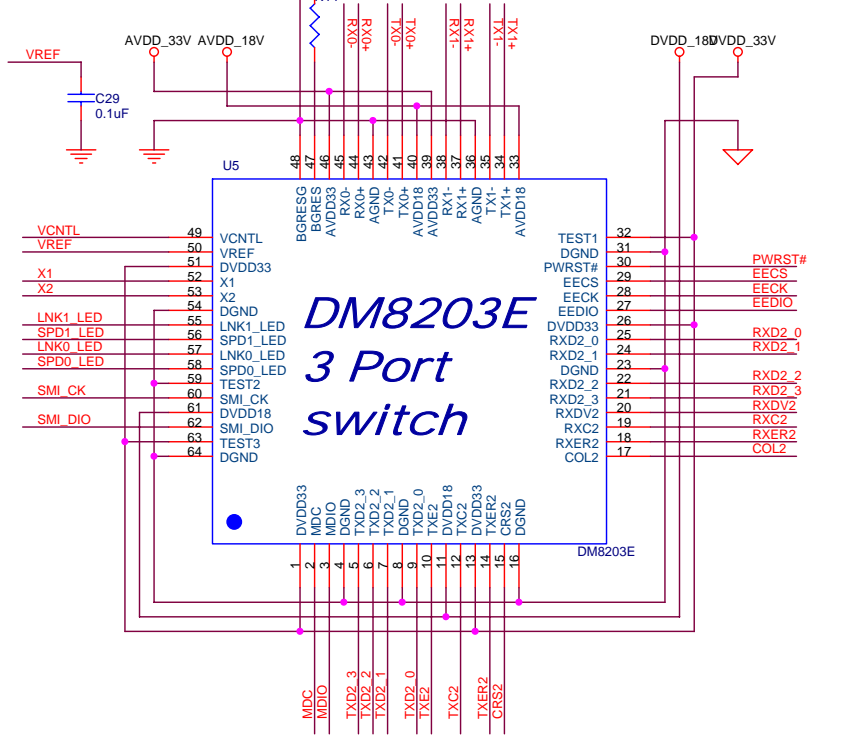 RX0-
RX0+
TX0-
TX0+
RX1-
RX1+
TX1-
TX1+
AVDD_33V
AVDD_18V
DVDD_18V
DVDD_33V
VREF
C29
0.1uF
U5
48
47
46
45
44
43
42
41
40
39
38
37
36
35
34
33
BGRESG
BGRES
AVDD33
RX0-
RX0+
AGND
TX0-
TX0+
AVDD18
AVDD33
RX1-
RX1+
AGND
TX1-
TX1+
AVDD18
VCNTL 49 VCNTL
VREF 50 VREF
51 DVDD33
X1 52 X1
X2 53 X2
54 DGND
LNK1_LED 55 LNK1_LED
SPD1_LED 56 SPD1_LED
LNK0_LED 57 LNK0_LED
SPD0_LED 58 SPD0_LED
59 TEST2
SMI_CK 60 SMI_CK
61 DVDD18
SMI_DIO 62 SMI_DIO
63 TEST3
64 DGND
DM8203E
3 Port
switch
TEST1 32
DGND 31
PWRST# 30 PWRST#
EECS 29 EECS
EECK 28 EECK
EEDIO 27 EEDIO
DVDD33 26
RXD2_0 25 RXD2_0
RXD2_1 24 RXD2_1
DGND 23
RXD2_2 22 RXD2_2
RXD2_3 21 RXD2_3
RXDV2 20 RXDV2
RXC2 19 RXC2
RXER2 18 RXER2
COL2 17 COL2
DVDD33
MDC
MDIO
DGND
TXD2_3
TXD2_2
TXD2_1
DGND
TXD2_0
TXE2
DVDD18
TXC2
DVDD33
TXER2
CRS2
DGND
DM8203E
1
2
3
4
5
6
7
8
9
10
11
12
13
14
15
16
MDC
MDIO
TXD2_3
TXD2_2
TXD2_1
TXD2_0
TXE2
TXC2
TXER2
CRS2